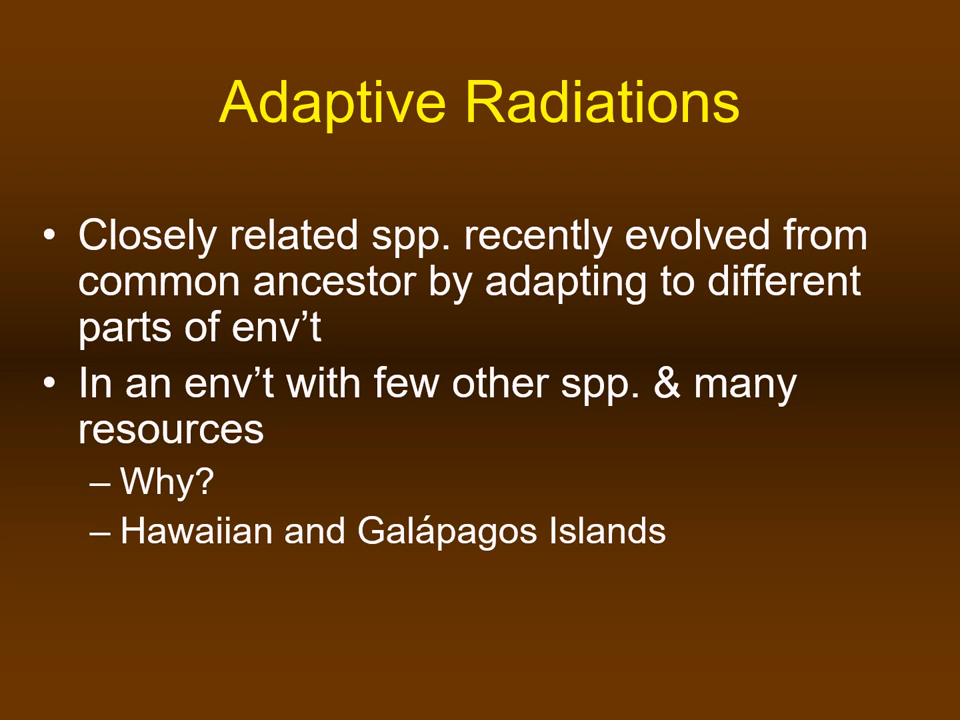 Adaptive Radiations
• Closely related spp. recently evolved from
common ancestor by adapting to different
parts of env’t
• In an env’t with few other spp. & many
resources
– Why?
– Hawaiian and Galápagos Islands